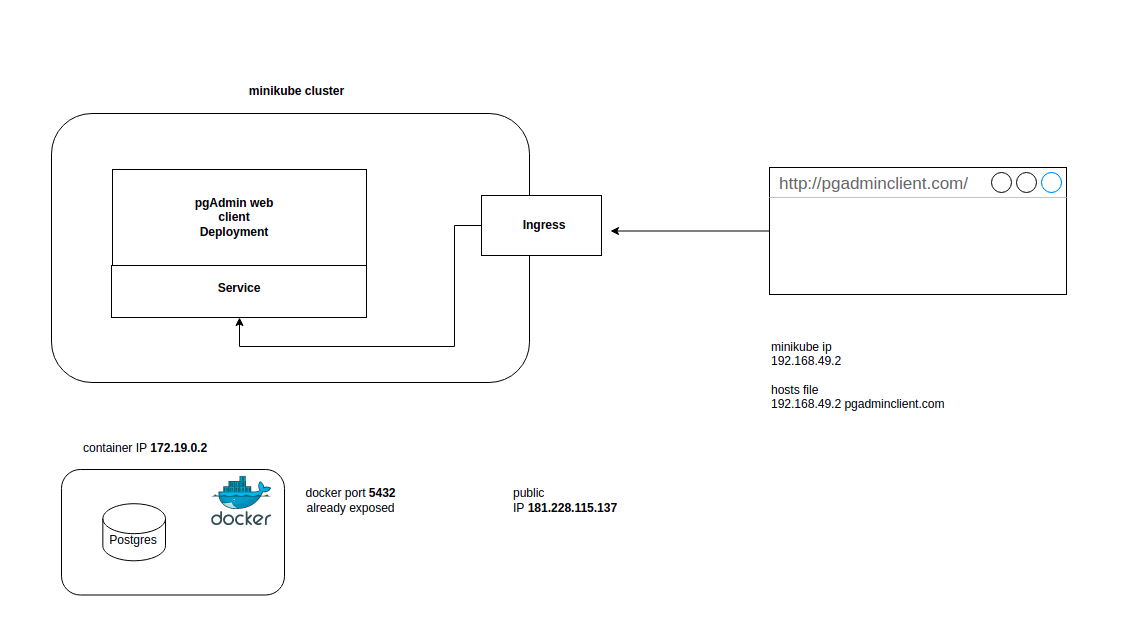 minikube cluster
pgAdmin web
client
Deployment
Service
Ingress
http://pgadminclient.com/
minikube ip
192.168.49.2
hosts file
192.168.49.2 pgadminclient.com
container IP 172.19.0.2
docker
Postgres
docker port 5432
already exposed
public
IP 181.228.115.137